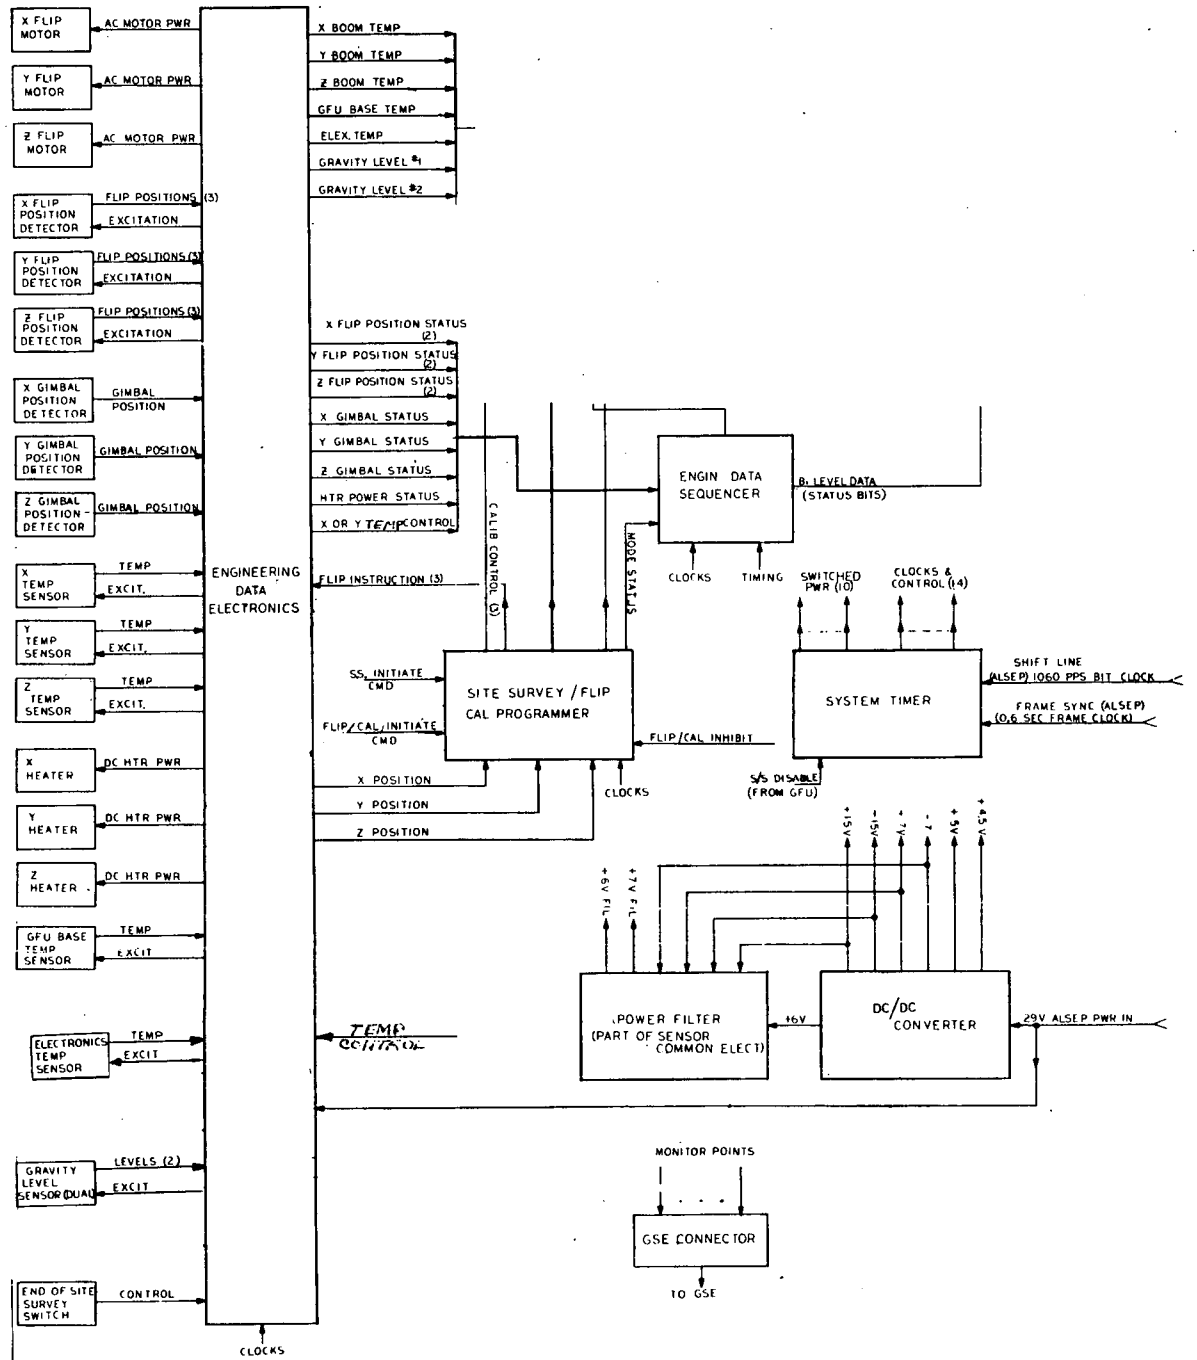 X FLIP
MOTOR
AC MOTOR PWR
Y FLIP
MOTOR
AC MOTOR PWR
Z FLIP
MOTOR
AC MOTOR PWR
X FLIP
POSITION
DETECTOR
FLIP POSITIONS (3)
EXCITATION
Y FLIP
POSITION
DETECTOR
FLIP POSITIONS (3)
EXCITATION
Z FLIP
POSITION
DETECTOR
FLIP POSITIONS (3)
EXCITATION
X GIMBAL
POSITION
DETECTOR
GIMBAL
POSITION
Y GIMBAL
POSITION
DETECTOR
GIMBAL POSITION
Z GIMBAL
POSITION-
DETECTOR
GIMBAL POSITION
X
TEMP
SENSOR
TEMP
EXCIT.
Y
TEMP
SENSOR
TEMP
EXCIT.
Z
TEMP
SENSOR
TEMP
EXCIT.
X
HEATER
DC HTR PWR
Y
HEATER
DC HTR PWR
Z
HEATER
DC HTR PWR
GFU BASE
TEMP
SENSOR
TEMP
EXCIT
ELECTRONICS
TEMP
SENSOR
TEMP
EXCIT
GRAVITY
LEVEL
SENSOR (DUAL)
LEVELS (2)
EXCIT
END OF SITE
SURVEY
SWITCH
CONTROL
ENGINEERING
DATA
ELECTRONICS
CLOCKS
X BOOM TEMP
Y BOOM TEMP
Z BOOM TEMP
GFU BASE TEMP
ELEX. TEMP
GRAVITY LEVEL #1
GRAVITY LEVEL #2
X FLIP POSITION STATUS
(2)
Y FLIP POSITION STATUS
(2)
Z FLIP POSITION STATUS
(2)
X GIMBAL STATUS
Y GIMBAL STATUS
Z GIMBAL STATUS
HTR POWER STATUS
X OR Y TEMP CONTROL
FLIP INSTRUCTION (3)
CALIB CONTROL (3)
MODE STATUS
ENGIN DATA
SEQUENCER
BI LEVEL DATA
(STATUS BITS)
CLOCKS
TIMING
SS INITIATE
CMD
FLIP/CAL/INITIATE
CMD
SITE SURVEY / FLIP
CAL PROGRAMMER
FLIP/CAL INHIBIT
CLOCKS
X POSITION
Y POSITION
Z POSITION
SWITCHED
PWR (10)
CLOCKS &
CONTROL (14)
SYSTEM TIMER
SHIFT LINE
(ALSEP) 1060 PPS BIT CLOCK
FRAME SYNC (ALSEP)
(0.6 SEC FRAME CLOCK)
S/S DISABLE
(FROM GFU)
+15V
-15V
+7V
-7
+5V
+4.5V
+6V FIL
+7V FIL
POWER FILTER
(PART OF SENSOR
COMMON ELECT)
+6V
DC/DC
CONVERTER
29V ALSEP PWR IN
TEMP
CONTROL
MONITOR POINTS
GSE CONNECTOR
TO GSE